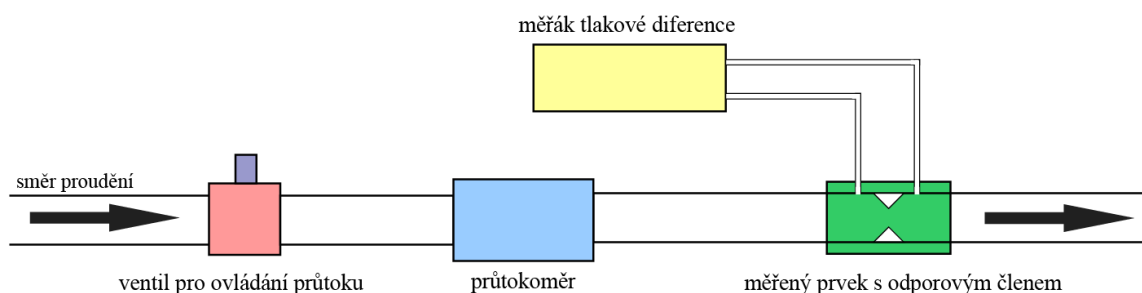 měřák tlakové diference
směr proudění
ventil pro ovládání průtoku
průtokoměr
měřený prvek s odporovým členem